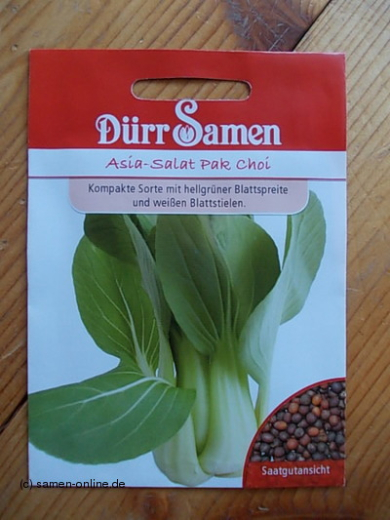 Dürr Samen
Asia-Salat Pak Choi
Kompakte Sorte mit hellgrüner Blattspreite
und weißen Blattstielen.
Saatgutansicht
(c) samen-online.de